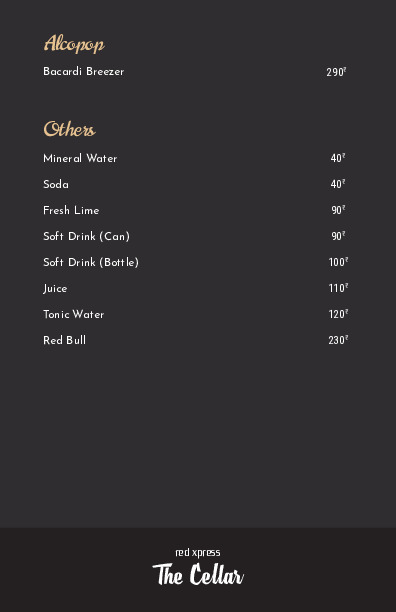 Alcopop
Bacardi Breezer 290₹
Others
Mineral Water 40₹
Soda 40₹
Fresh Lime 90₹
Soft Drink (Can) 90₹
Soft Drink (Bottle) 100₹
Juice 110₹
Tonic Water 120₹
Red Bull 230₹
red xpress
The Cellar